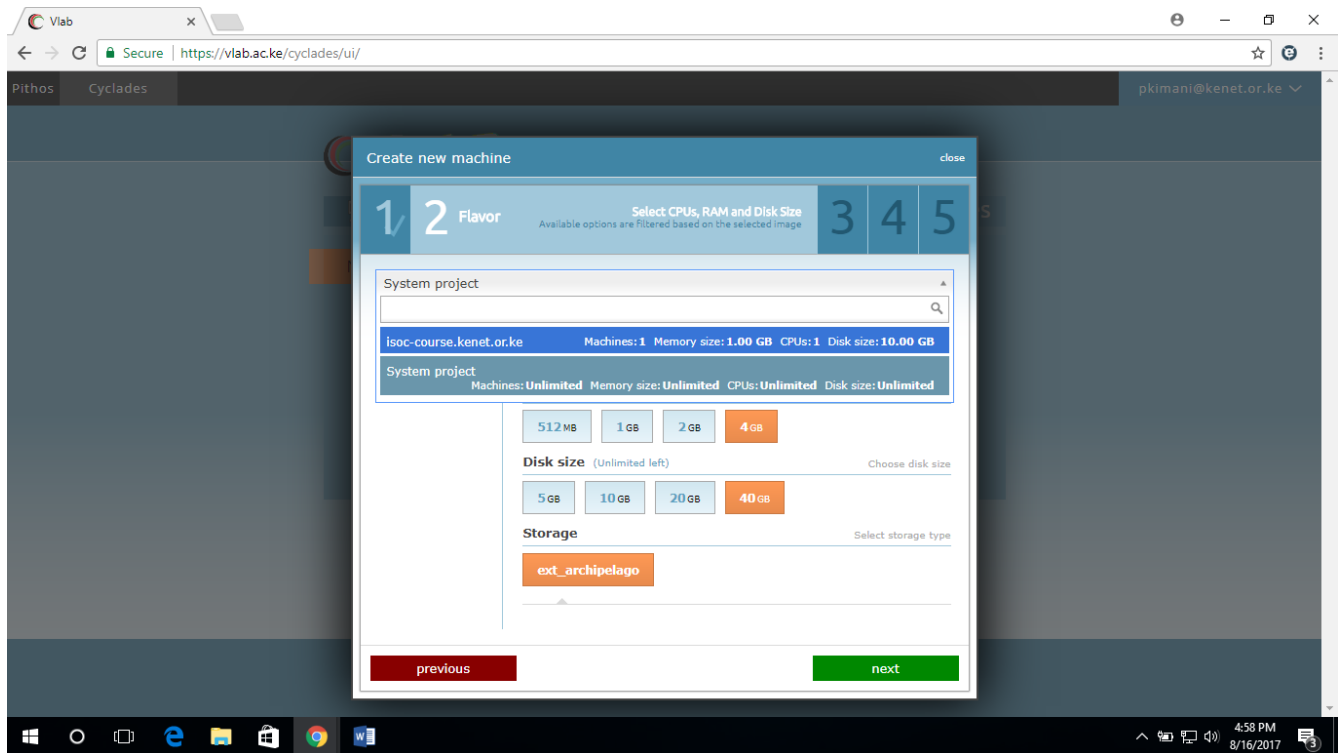 Vlab
Secure | https://vlab.ac.ke/cyclades/ui/
Pithos Cyclades pkimani@kenet.or.ke
Create new machine close
1 2 Flavor Select CPUs, RAM and Disk Size 3 4 5
Available options are filtered based on the selected image
System project
isoc-course.kenet.or.ke Machines: 1 Memory size: 1.00 GB CPUs: 1 Disk size: 10.00 GB
System project
Machines: Unlimited Memory size: Unlimited CPUs: Unlimited Disk size: Unlimited
512 MB 1 GB 2 GB 4 GB
Disk size (Unlimited left) Choose disk size
5 GB 10 GB 20 GB 40 GB
Storage Select storage type
ext_archipelago
previous next
4:58 PM
8/16/2017
3